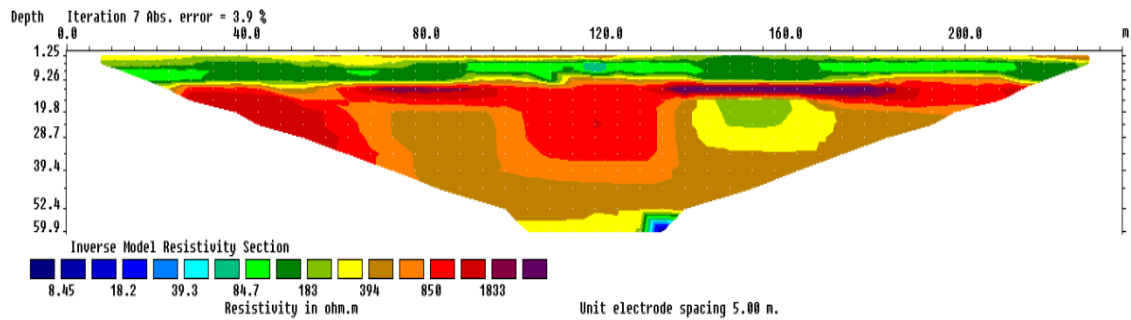 Depth Iteration 7 Abs. error = 3.9 %
0.0 40.0 80.0 120.0 160.0 200.0 m.
1.25
9.26
19.8
28.7
39.4
52.4
59.9
Inverse Model Resistivity Section
8.45 18.2 39.3 84.7 183 394 850 1833
Resistivity in ohm.m Unit electrode spacing 5.00 m.